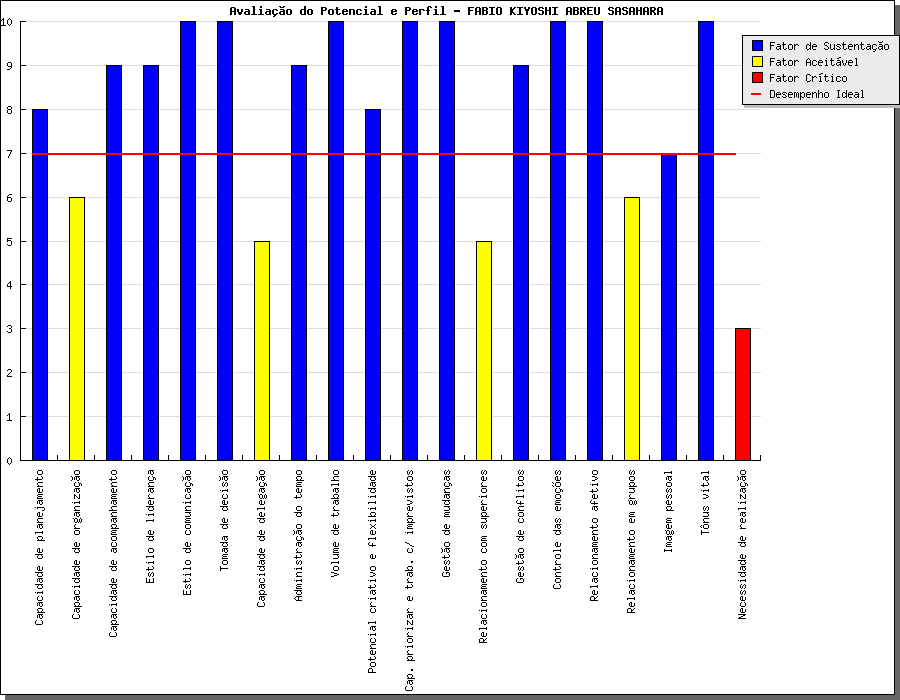 Avaliação do Potencial e Perfil - FABIO KIYOSHI ABREU SASAHARA
Fator de Sustentação
Fator Aceitável
Fator Crítico
Desempenho Ideal
10
9
8
7
6
5
4
3
2
1
0
Capacidade de planejamento
Capacidade de organização
Capacidade de acompanhamento
Estilo de liderança
Estilo de comunicação
Tomada de decisão
Capacidade de delegação
Administração do tempo
Volume de trabalho
Potencial criativo e flexibilidade
Cap. priorizar e trab. c/ imprevistos
Gestão de mudanças
Relacionamento com superiores
Gestão de conflitos
Controle das emoções
Relacionamento afetivo
Relacionamento em grupos
Imagem pessoal
Tônus vital
Necessidade de realização